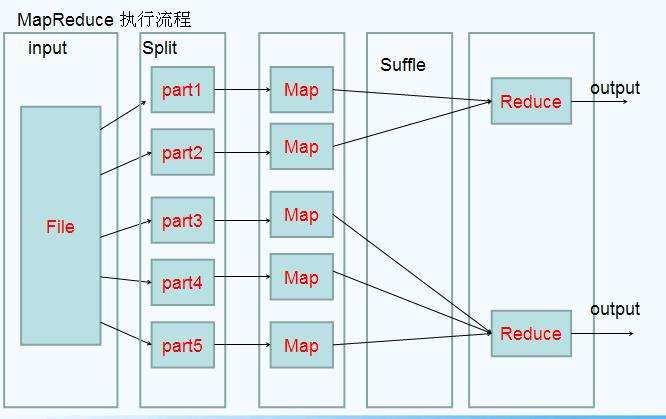 MapReduce 执行流程
input
Split
Suffle
File
part1
part2
part3
part4
part5
Map
Map
Map
Map
Map
Reduce
output
Reduce
output